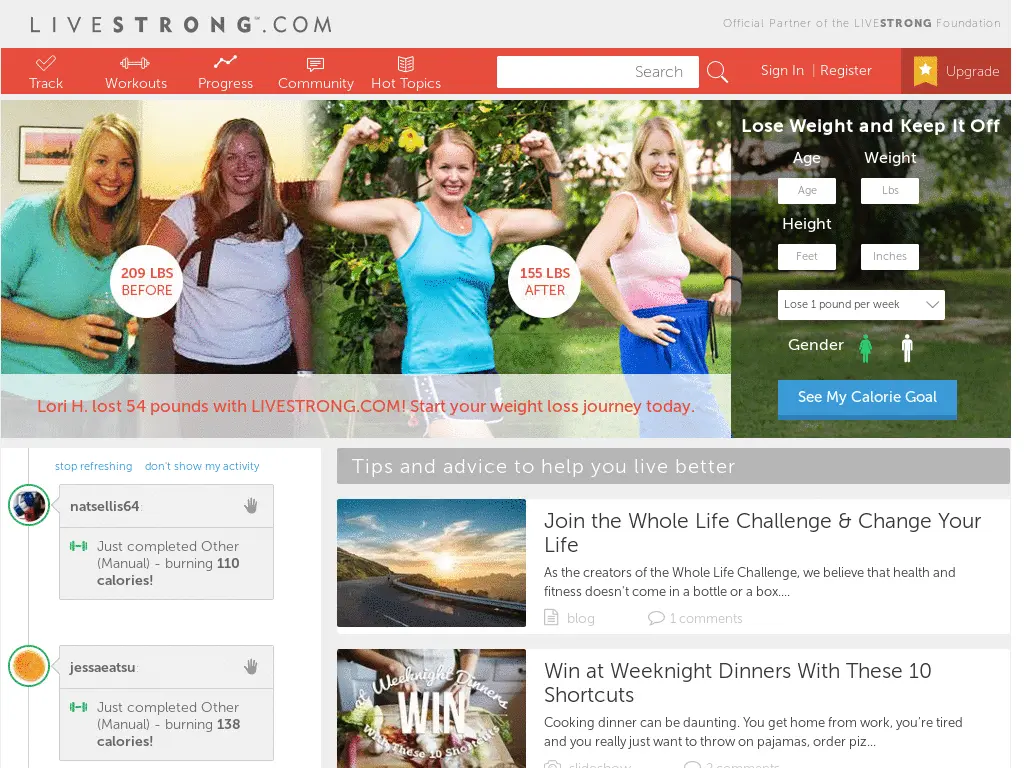 LIVESTRONG™.COM
Official Partner of the LIVESTRONG Foundation
Track
Workouts
Progress
Community
Hot Topics
Search
Sign In | Register
Upgrade
209 LBS
BEFORE
155 LBS
AFTER
Lori H. lost 54 pounds with LIVESTRONG.COM! Start your weight loss journey today.
Lose Weight and Keep It Off
Age Weight
Age Lbs
Height
Feet Inches
Lose 1 pound per week
Gender
See My Calorie Goal
stop refreshing don't show my activity
natsellis64:
Just completed Other
(Manual) - burning 110
calories!
jessaeatsu:
Just completed Other
(Manual) - burning 138
calories!
Tips and advice to help you live better
Join the Whole Life Challenge & Change Your
Life
As the creators of the Whole Life Challenge, we believe that health and
fitness doesn't come in a bottle or a box....
blog 1 comments
at Weeknight Dinners
WIN
With These 10 Shortcuts
Win at Weeknight Dinners With These 10
Shortcuts
Cooking dinner can be daunting. You get home from work, you're tired
and you really just want to throw on pajamas, order piz...
slideshow 2 comments